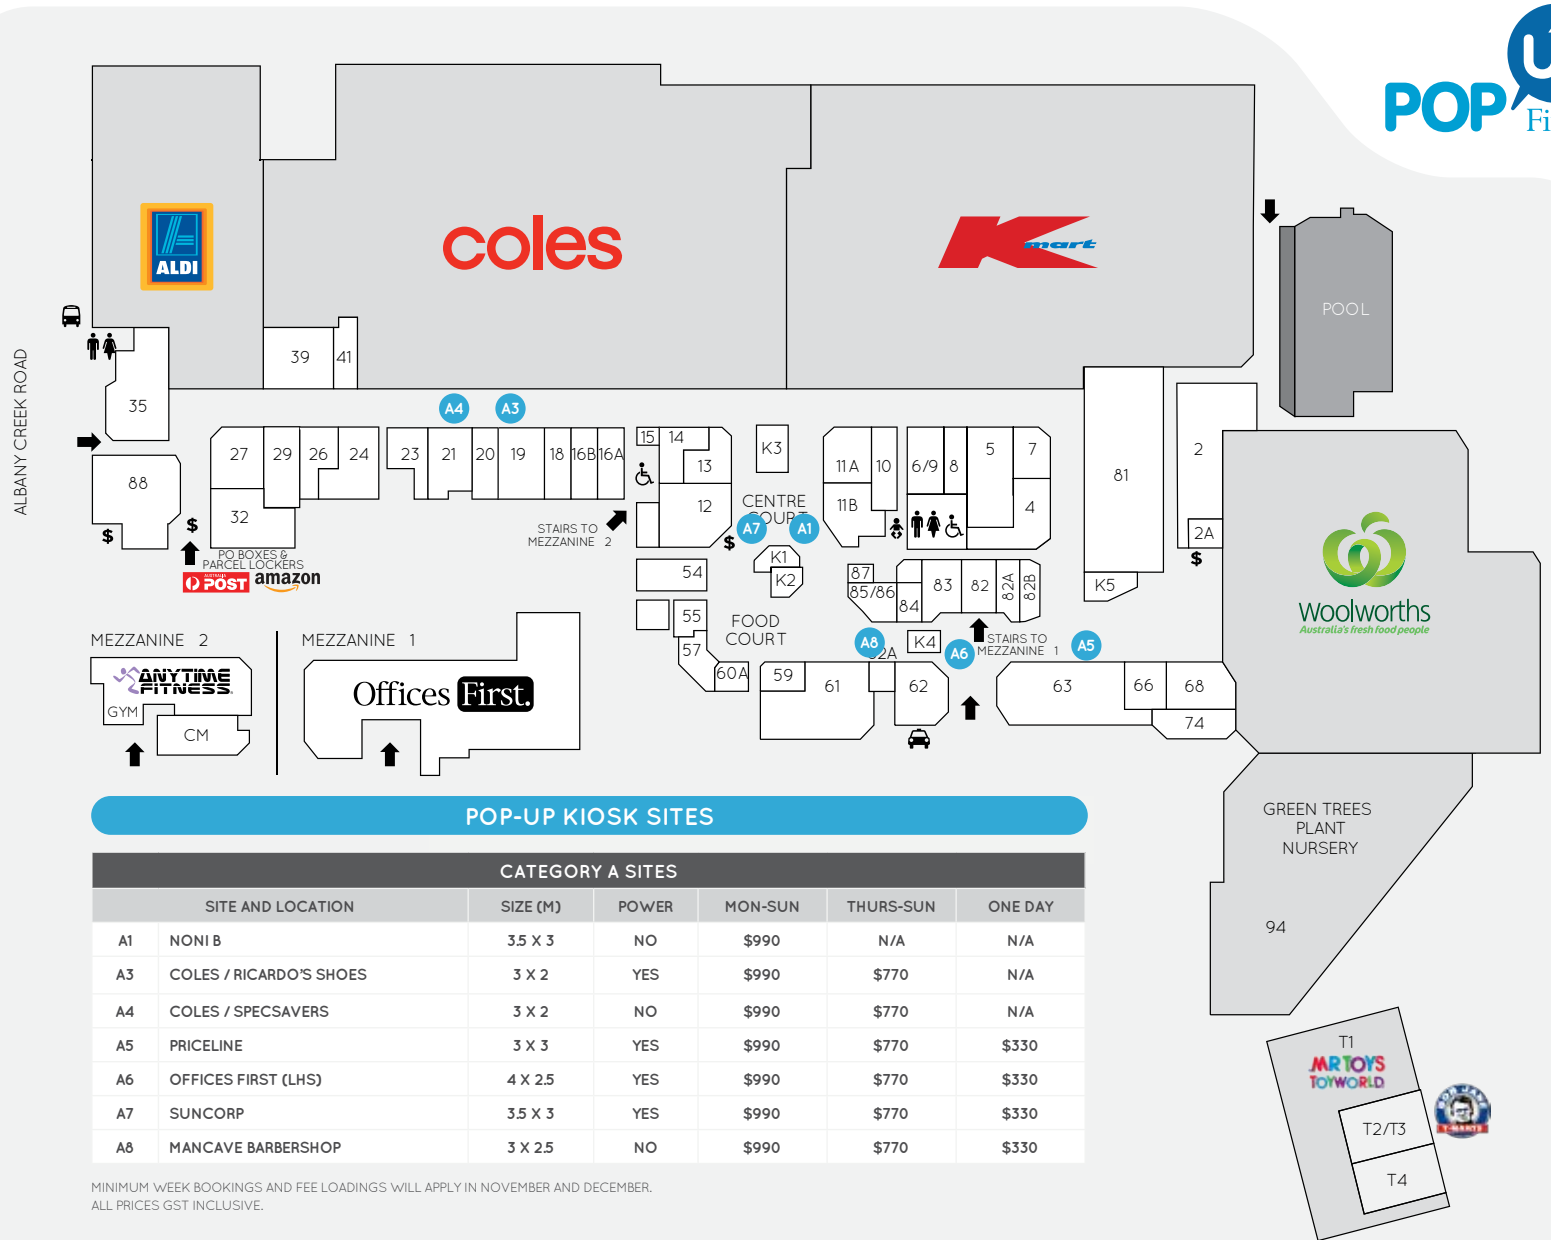 POP U
Fi
ALDI
coles
Kmart
POOL
ALBANY CREEK ROAD
39
41
35
A4
A3
27
29
26
24
23
21
20
19
18
16B
16A
15
14
13
K3
11A
10
6/9
8
5
7
81
2
88
32
12
CENTRE
COURT
11B
4
2A
$
$
$
$
A7
A1
STAIRS TO
MEZZANINE 2
PO BOXES &
PARCEL LOCKERS
AUSTRALIA
POST
amazon
54
K1
K2
87
85/86
84
83
82
82A
82B
K5
Woolworths
Australia's fresh food people
55
57
60A
FOOD
COURT
A8
K4
A6
STAIRS TO
MEZZANINE 1
A5
59
61
62
63
66
68
74
MEZZANINE 2
MEZZANINE 1
ANYTIME
FITNESS
GYM
CM
Offices First.
GREEN TREES
PLANT
NURSERY
94
T1
MR TOYS
TOYWORLD
T2/T3
T4
BOB JANE
T-MARTS
POP-UP KIOSK SITES
CATEGORY A SITES
SITE AND LOCATION SIZE (M) POWER MON-SUN THURS-SUN ONE DAY
A1 NONI B 3.5 X 3 NO $990 N/A N/A
A3 COLES / RICARDO'S SHOES 3 X 2 YES $990 $770 N/A
A4 COLES / SPECSAVERS 3 X 2 NO $990 $770 N/A
A5 PRICELINE 3 X 3 YES $990 $770 $330
A6 OFFICES FIRST (LHS) 4 X 2.5 YES $990 $770 $330
A7 SUNCORP 3.5 X 3 YES $990 $770 $330
A8 MANCAVE BARBERSHOP 3 X 2.5 NO $990 $770 $330
MINIMUM WEEK BOOKINGS AND FEE LOADINGS WILL APPLY IN NOVEMBER AND DECEMBER.
ALL PRICES GST INCLUSIVE.